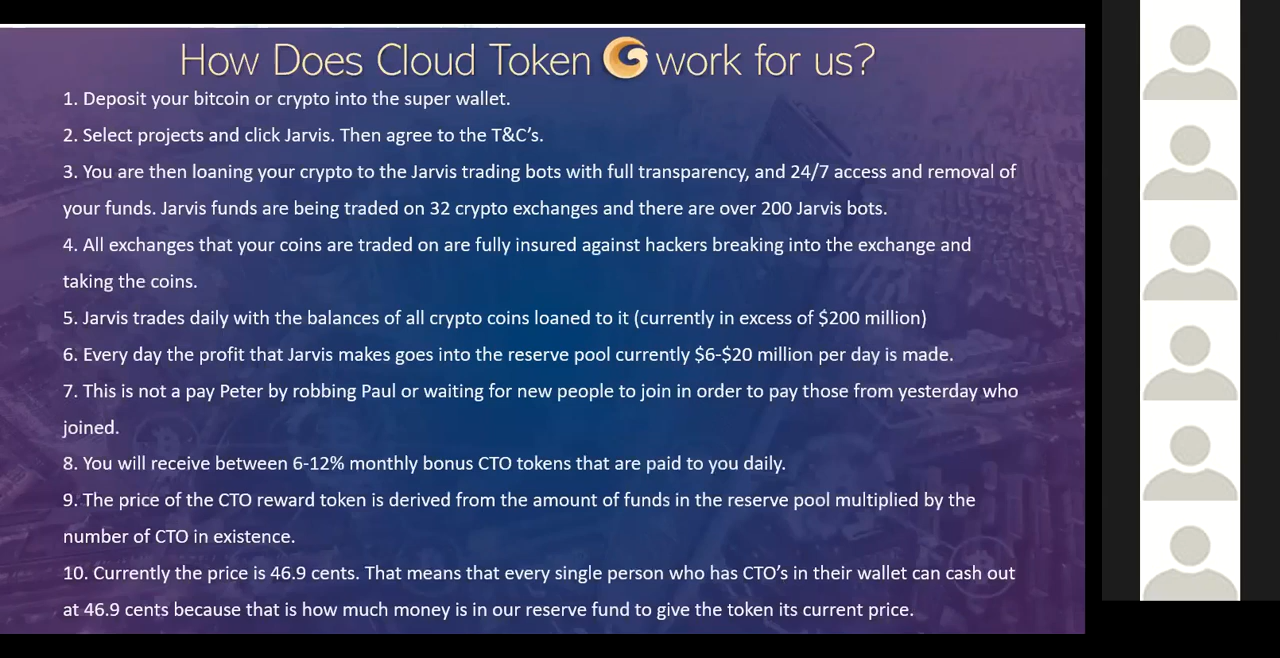 How Does Cloud Token work for us?
1. Deposit your bitcoin or crypto into the super wallet.
2. Select projects and click Jarvis. Then agree to the T&C's.
3. You are then loaning your crypto to the Jarvis trading bots with full transparency, and 24/7 access and removal of
your funds. Jarvis funds are being traded on 32 crypto exchanges and there are over 200 Jarvis bots.
4. All exchanges that your coins are traded on are fully insured against hackers breaking into the exchange and
taking the coins.
5. Jarvis trades daily with the balances of all crypto coins loaned to it (currently in excess of $200 million)
6. Every day the profit that Jarvis makes goes into the reserve pool currently $6-$20 million per day is made.
7. This is not a pay Peter by robbing Paul or waiting for new people to join in order to pay those from yesterday who
joined.
8. You will receive between 6-12% monthly bonus CTO tokens that are paid to you daily.
9. The price of the CTO reward token is derived from the amount of funds in the reserve pool multiplied by the
number of CTO in existence.
10. Currently the price is 46.9 cents. That means that every single person who has CTO's in their wallet can cash out
at 46.9 cents because that is how much money is in our reserve fund to give the token its current price.